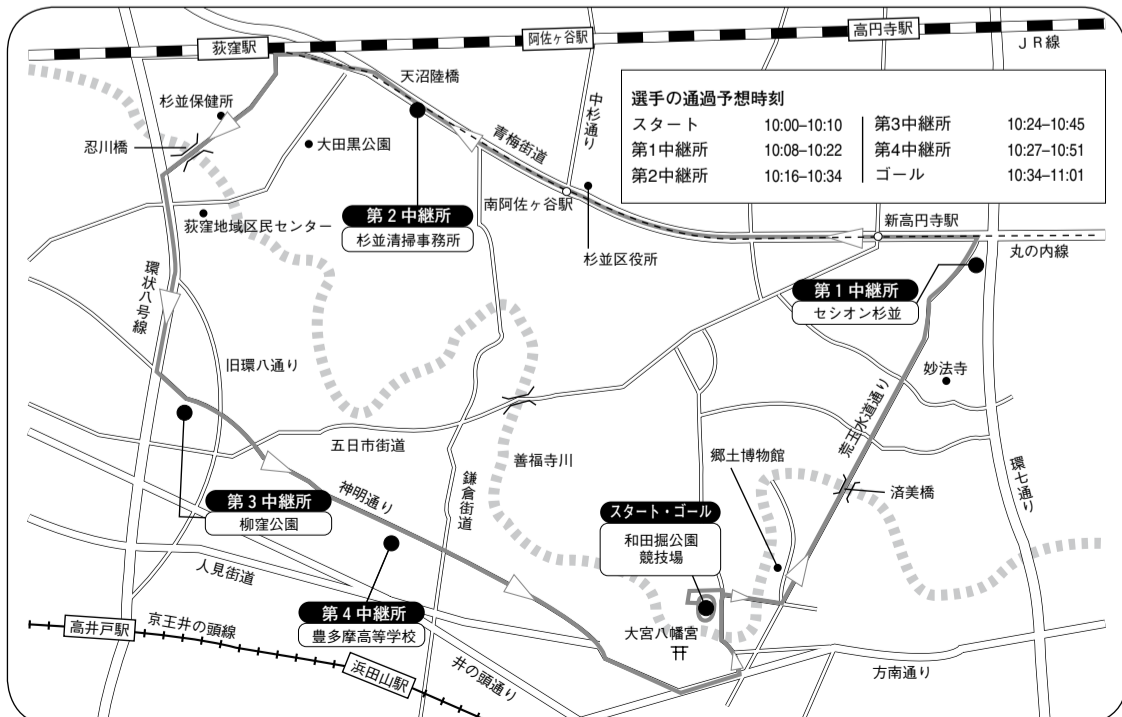 荻窪駅
阿佐ヶ谷駅
高円寺駅
JR線
天沼陸橋
杉並保健所
忍川橋
大田黒公園
中杉通り
青梅街道
選手の通過予想時刻
スタート 10:00–10:10
第1中継所 10:08–10:22
第2中継所 10:16–10:34
第3中継所 10:24–10:45
第4中継所 10:27–10:51
ゴール 10:34–11:01
荻窪地域区民センター
第2中継所
杉並清掃事務所
南阿佐ヶ谷駅
杉並区役所
新高円寺駅
丸の内線
第1中継所
セシオン杉並
環状八号線
旧環八通り
妙法寺
荒玉水道通り
五日市街道
善福寺川
郷土博物館
済美橋
環七通り
鎌倉街道
神明通り
第3中継所
柳窪公園
スタート・ゴール
和田掘公園
競技場
人見街道
第4中継所
豊多摩高等学校
大宮八幡宮
高井戸駅
京王井の頭線
浜田山駅
井の頭通り
方南通り